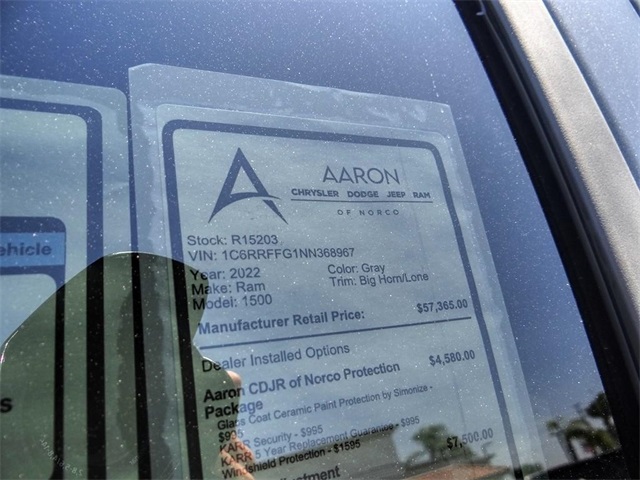 AARON
CHRYSLER DODGE JEEP RAM
OF NORCO
Stock: R15203
VIN: 1C6RRFFG1NN368967
Year: 2022
Color: Gray
Make: Ram
Trim: Big Horn/Lone
Model: 1500
Manufacturer Retail Price: $57,365.00
Dealer Installed Options
Aaron CDJR of Norco Protection $4,580.00
Package
Glass Coat Ceramic Paint Protection by Simonize -
$995
KARR Security - $995
KARR 5 Year Replacement Guarantee - $995
Windshield Protection - $1595
$7,500.00
justment
ehicle
s